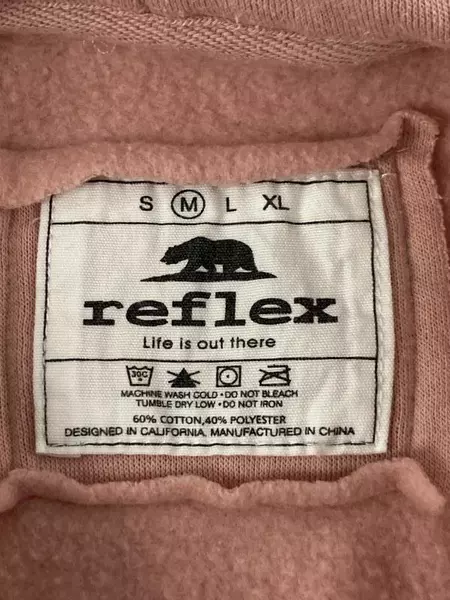 S M L XL
reflex
Life is out there
30C
MACHINE WASH COLD • DO NOT BLEACH
TUMBLE DRY LOW • DO NOT IRON
60% COTTON,40% POLYESTER
DESIGNED IN CALIFORNIA, MANUFACTURED IN CHINA